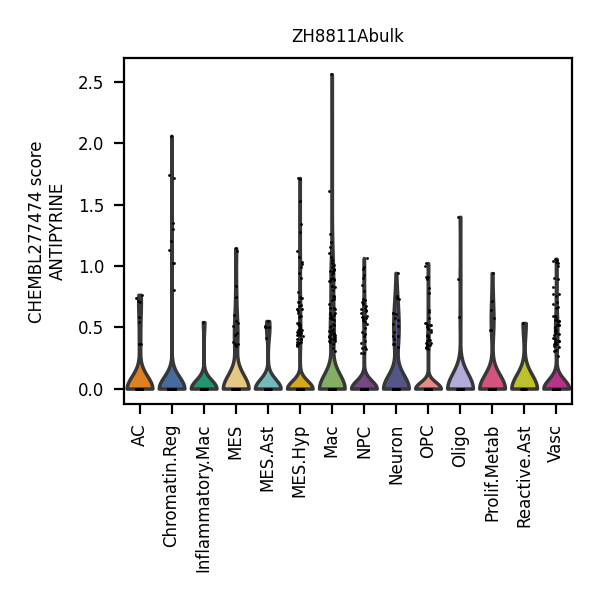 ZH8811Abulk
CHEMBL277474 score
ANTIPYRINE
2.5
2.0
1.5
1.0
0.5
0.0
AC
Chromatin.Reg
Inflammatory.Mac
MES
MES.Ast
MES.Hyp
Mac
NPC
Neuron
OPC
Oligo
Prolif.Metab
Reactive.Ast
Vasc